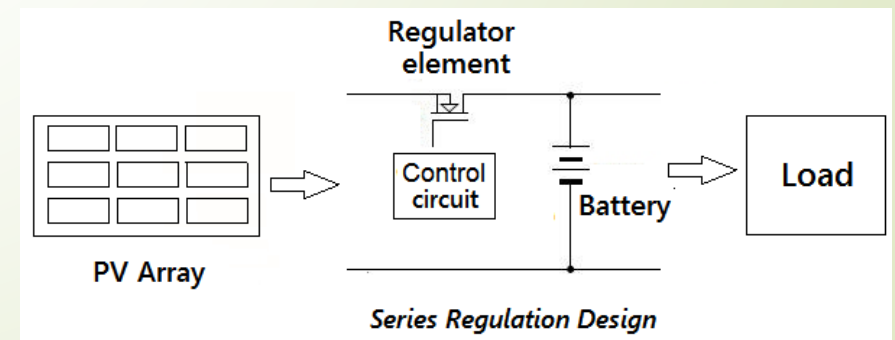 Regulator
element
Control
circuit
Battery
Load
PV Array
Series Regulation Design